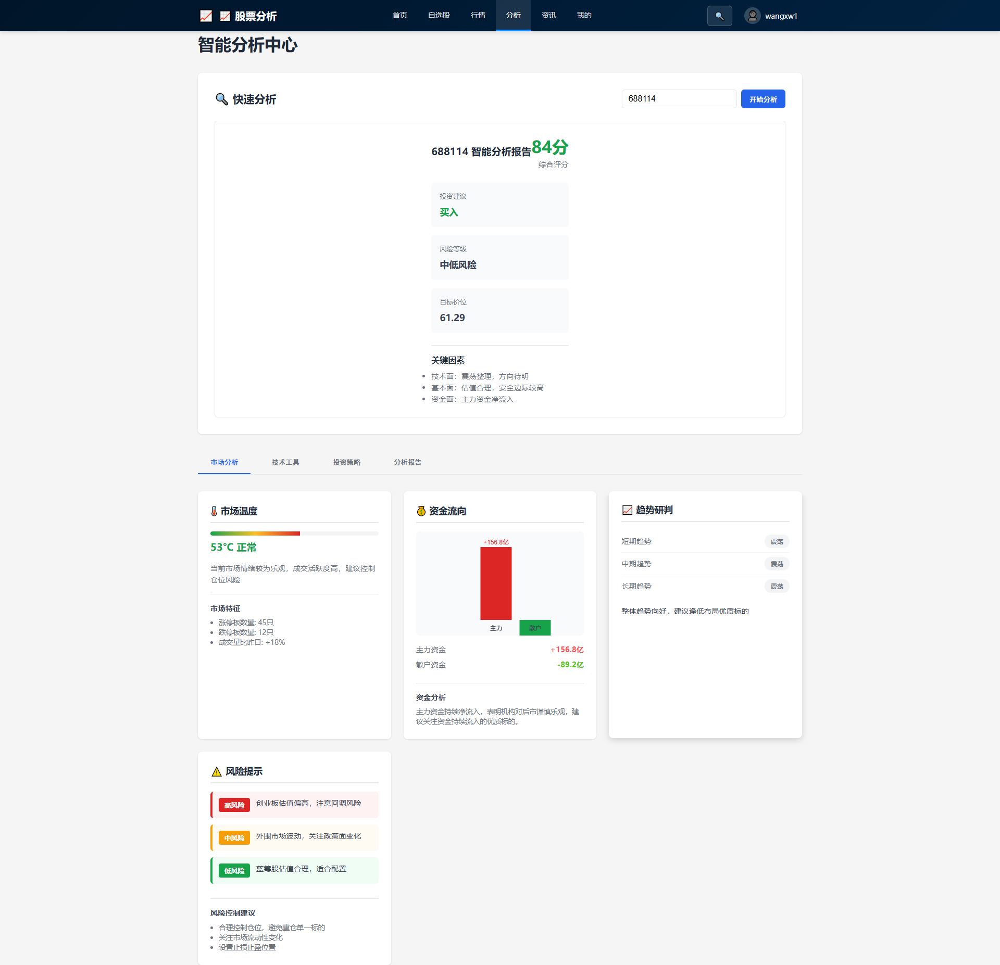 股票分析
首页 自选股 行情 分析 资讯 我的
wangxw1
智能分析中心
快速分析
688114
开始分析
688114 智能分析报告
84分
综合评分
投资建议
买入
风险等级
中低风险
目标价位
61.29
关键因素
技术面：震荡整理，方向待明
基本面：估值合理，安全边际较高
资金面：主力资金净流入
市场分析 技术工具 投资策略 分析报告
市场温度
53°C 正常
当前市场情绪较为乐观，成交活跃度高，建议控制
仓位风险
市场特征
涨停板数量: 45只
跌停板数量: 12只
成交量比昨日: +18%
资金流向
+156.8亿
主力
散户
主力资金 +156.8亿
散户资金 -89.2亿
资金分析
主力资金持续净流入，表明机构对后市谨慎乐观，建
议关注资金持续流入的优质标的。
趋势研判
短期趋势 震荡
中期趋势 震荡
长期趋势 震荡
整体趋势向好，建议逢低布局优质标的
风险提示
高风险 创业板估值偏高，注意回调风险
中风险 外围市场波动，关注政策面变化
低风险 蓝筹股估值合理，适合配置
风险控制建议
合理控制仓位，避免重仓单一标的
关注市场流动性变化
设置止损止盈位置